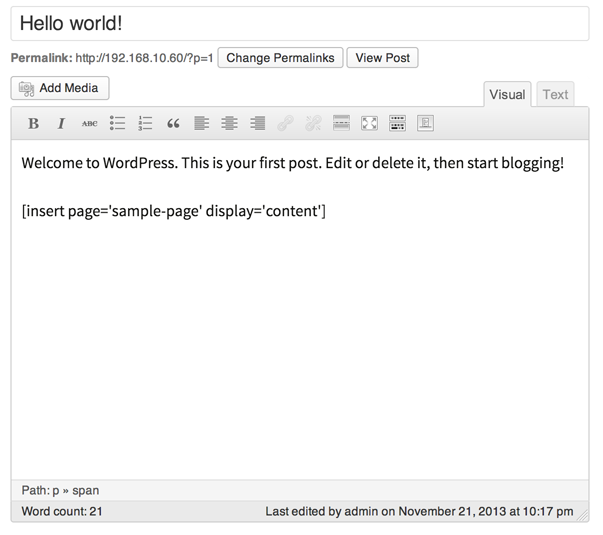 Hello world!
Permalink: http://192.168.10.60/?p=1 Change Permalinks View Post
Add Media
Visual Text
B I ABC
Welcome to WordPress. This is your first post. Edit or delete it, then start blogging!
[insert page='sample-page' display='content']
Path: p » span
Word count: 21 Last edited by admin on November 21, 2013 at 10:17 pm